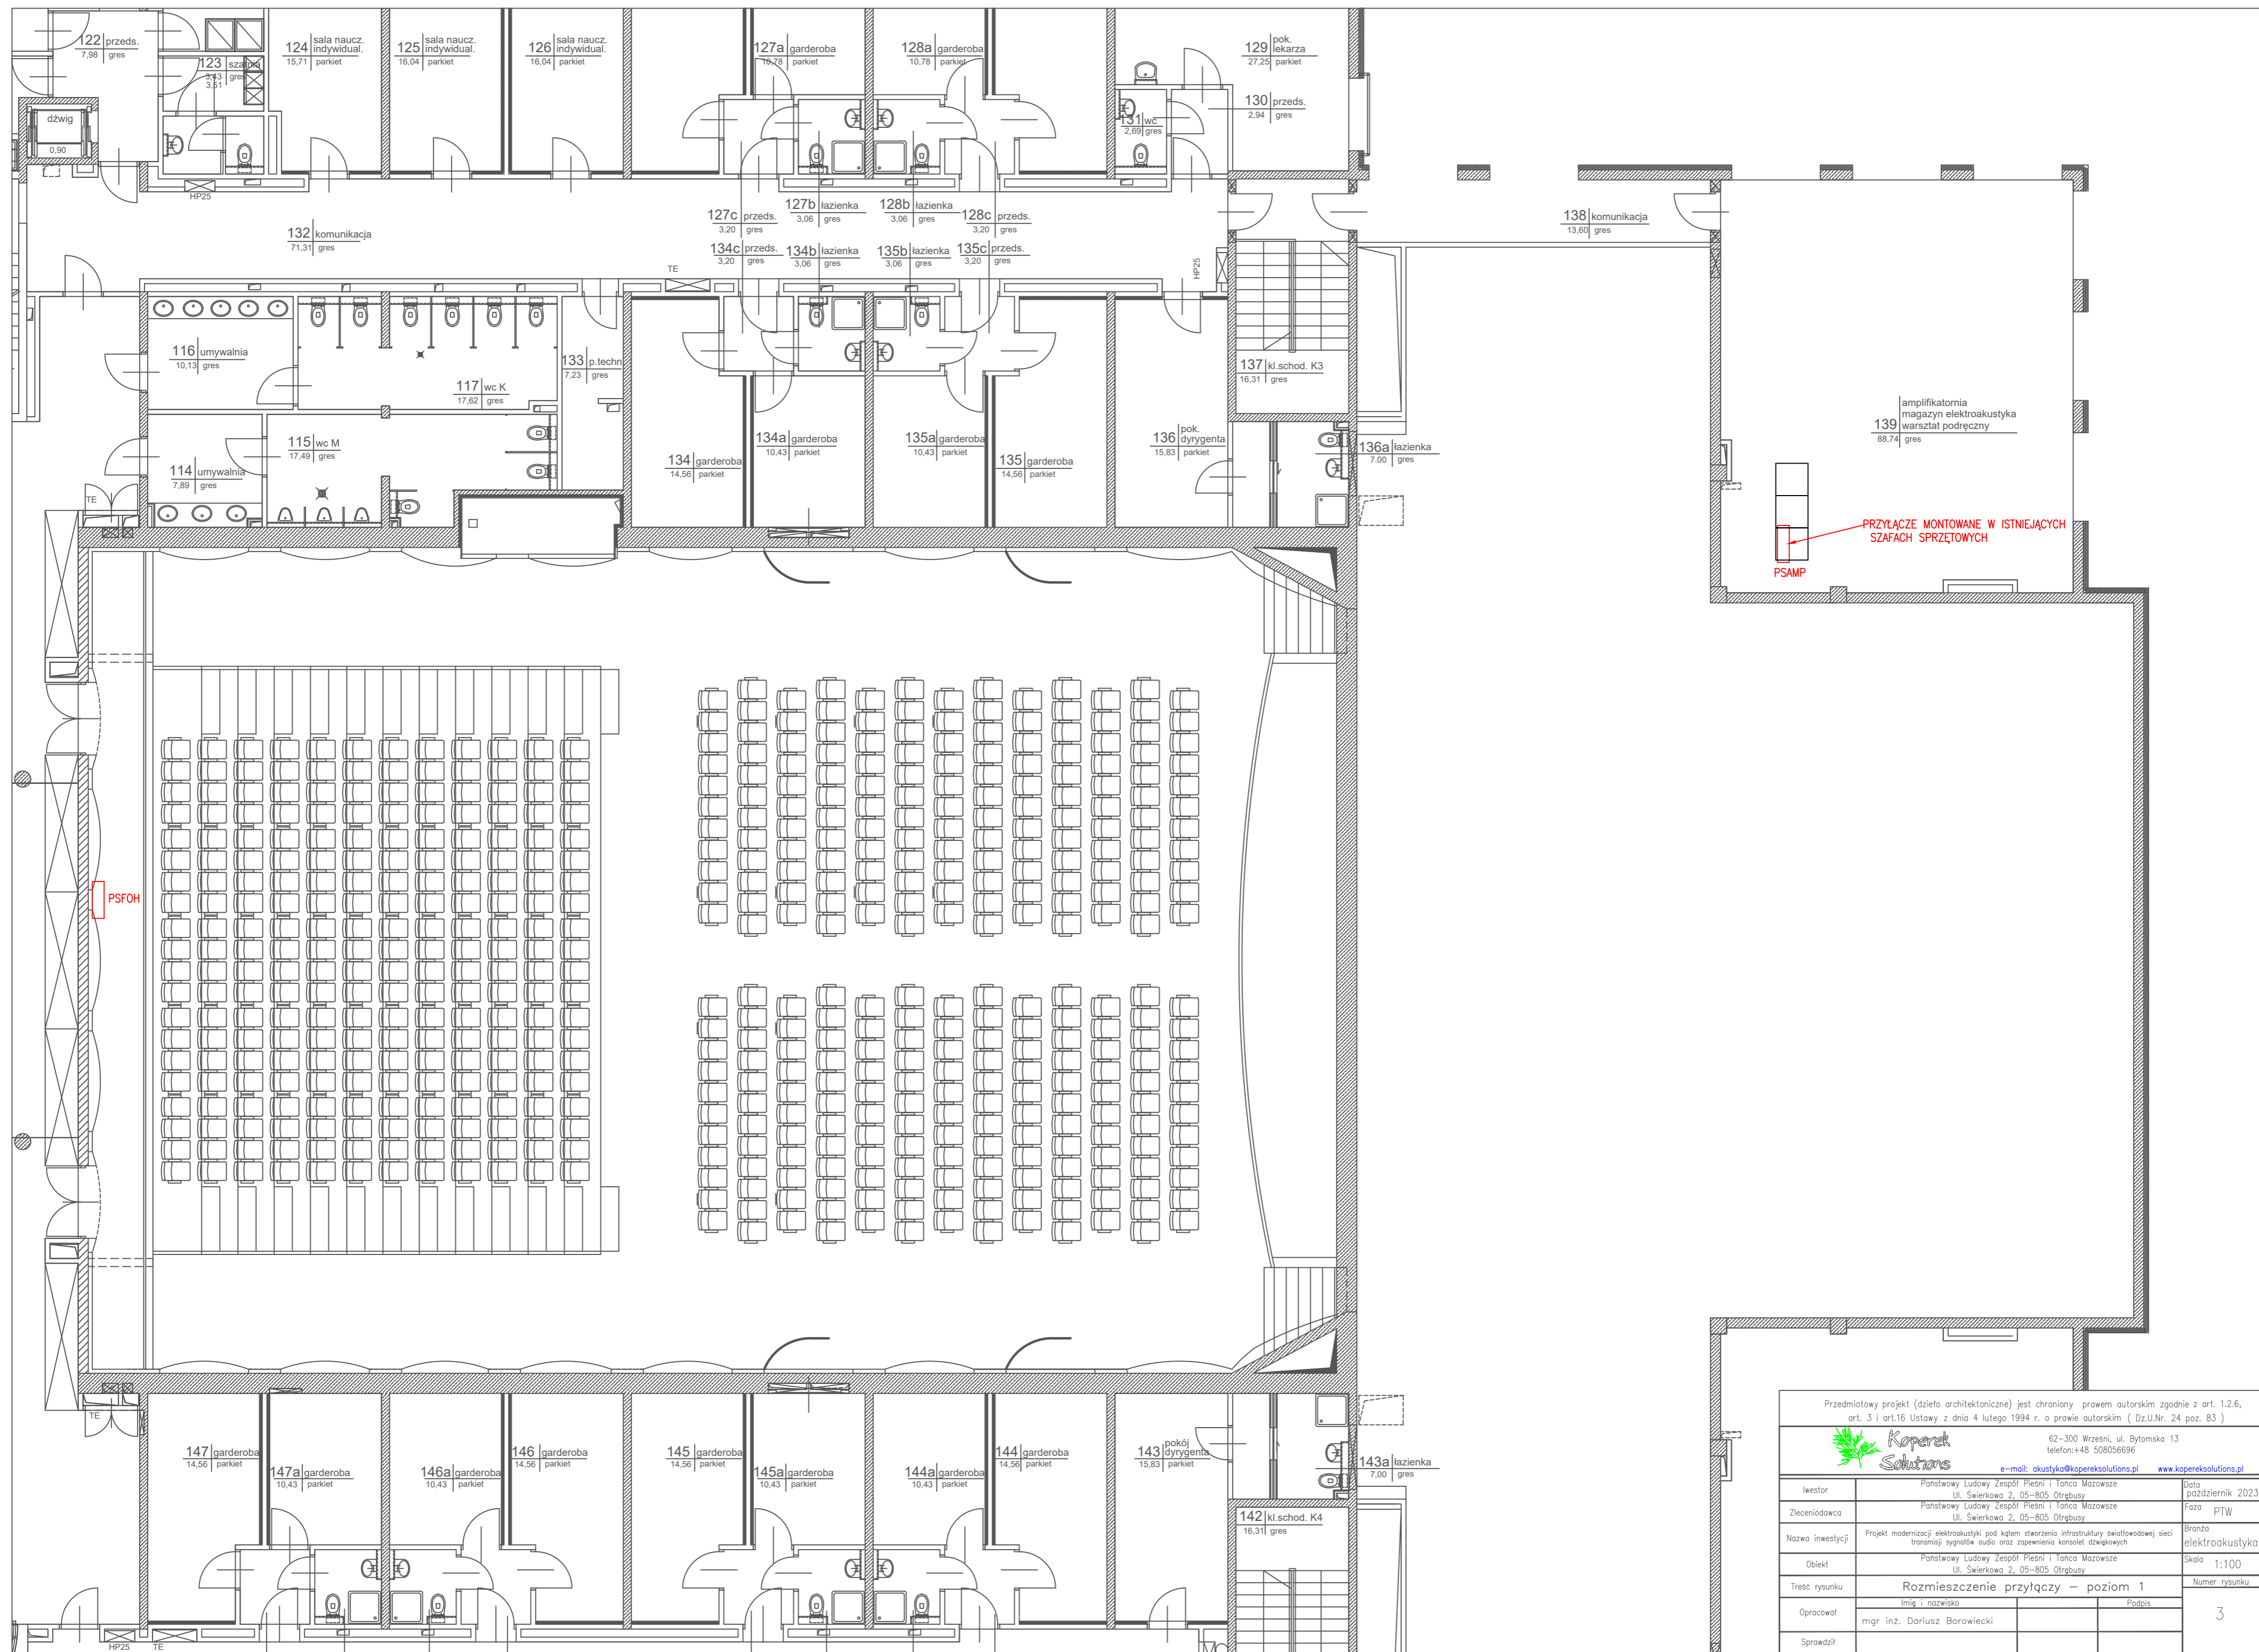 122 przeds.
7,98 gres
123 szatnia
3,43 gres
3,51
124 sala naucz.
indywidual.
15,71 parkiet
125 sala naucz.
indywidual.
16,04 parkiet
126 sala naucz.
indywidual.
16,04 parkiet
127a garderoba
10,78 parkiet
128a garderoba
10,78 parkiet
129 pok.
lekarza
27,25 parkiet
130 przeds.
2,94 gres
131 wc
2,69 gres
dźwig
0,90
HP25
132 komunikacja
71,31 gres
127c przeds.
3,20 gres
127b łazienka
3,06 gres
128b łazienka
3,06 gres
128c przeds.
3,20 gres
134c przeds.
3,20 gres
134b łazienka
3,06 gres
135b łazienka
3,06 gres
135c przeds.
3,20 gres
TE
HP25
138 komunikacja
13,60 gres
116 umywalnia
10,13 gres
117 wc K
17,62 gres
133 p.techn
7,23 gres
137 kl.schod. K3
16,31 gres
114 umywalnia
7,89 gres
115 wc M
17,49 gres
134 garderoba
14,56 parkiet
134a garderoba
10,43 parkiet
135a garderoba
10,43 parkiet
135 garderoba
14,56 parkiet
136 pok.
dyrygenta
15,83 parkiet
136a łazienka
7.00 gres
amplifikatornia
magazyn elektroakustyka
139 warsztat podręczny
88,74 gres
TE
PRZYŁĄCZE MONTOWANE W ISTNIEJĄCYCH
SZAFACH SPRZĘTOWYCH
PSAMP
PSFOH
TE
147 garderoba
14,56 parkiet
147a garderoba
10,43 parkiet
146a garderoba
10,43 parkiet
146 garderoba
14,56 parkiet
145 garderoba
14,56 parkiet
145a garderoba
10,43 parkiet
144a garderoba
10,43 parkiet
144 garderoba
14,56 parkiet
143 pokój
dyrygenta
15,83 parkiet
143a łazienka
7,00 gres
142 kl.schod. K4
16,31 gres
HP25 TE
Przedmiotowy projekt (dzieło architektoniczne) jest chroniony prawem autorskim zgodnie z art. 1.2.6,
art. 3 i art.16 Ustawy z dnia 4 lutego 1994 r. o prawie autorskim ( Dz.U.Nr. 24 poz. 83 )
Koperek
Solutions
62-300 Wrześni, ul. Bytomska 13
telefon:+48 508056696
e-mail: akustyka@kopereksolutions.pl www.kopereksolutions.pl
Iwestor Państwowy Ludowy Zespół Pieśni i Tańca Mazowsze
Ul. Świerkowa 2, 05-805 Otrębusy
Data październik 2023
Zleceniodawca Państwowy Ludowy Zespół Pieśni i Tańca Mazowsze
Ul. Świerkowa 2, 05-805 Otrębusy
Faza PTW
Nazwa inwestycji Projekt modernizacji elektroakustyki pod kątem stworzenia infrastruktury światłowodowej sieci
transmisji sygnałów audio oraz zapewnienia konsolet dźwiękowych
Branża elektroakustyka
Obiekt Państwowy Ludowy Zespół Pieśni i Tańca Mazowsze
Ul. Świerkowa 2, 05-805 Otrębusy
Skala 1:100
Treść rysunku Rozmieszczenie przyłączy – poziom 1
Numer rysunku
3
Imię i nazwisko Podpis
Opracował mgr inż. Dariusz Borowiecki
Sprawdził